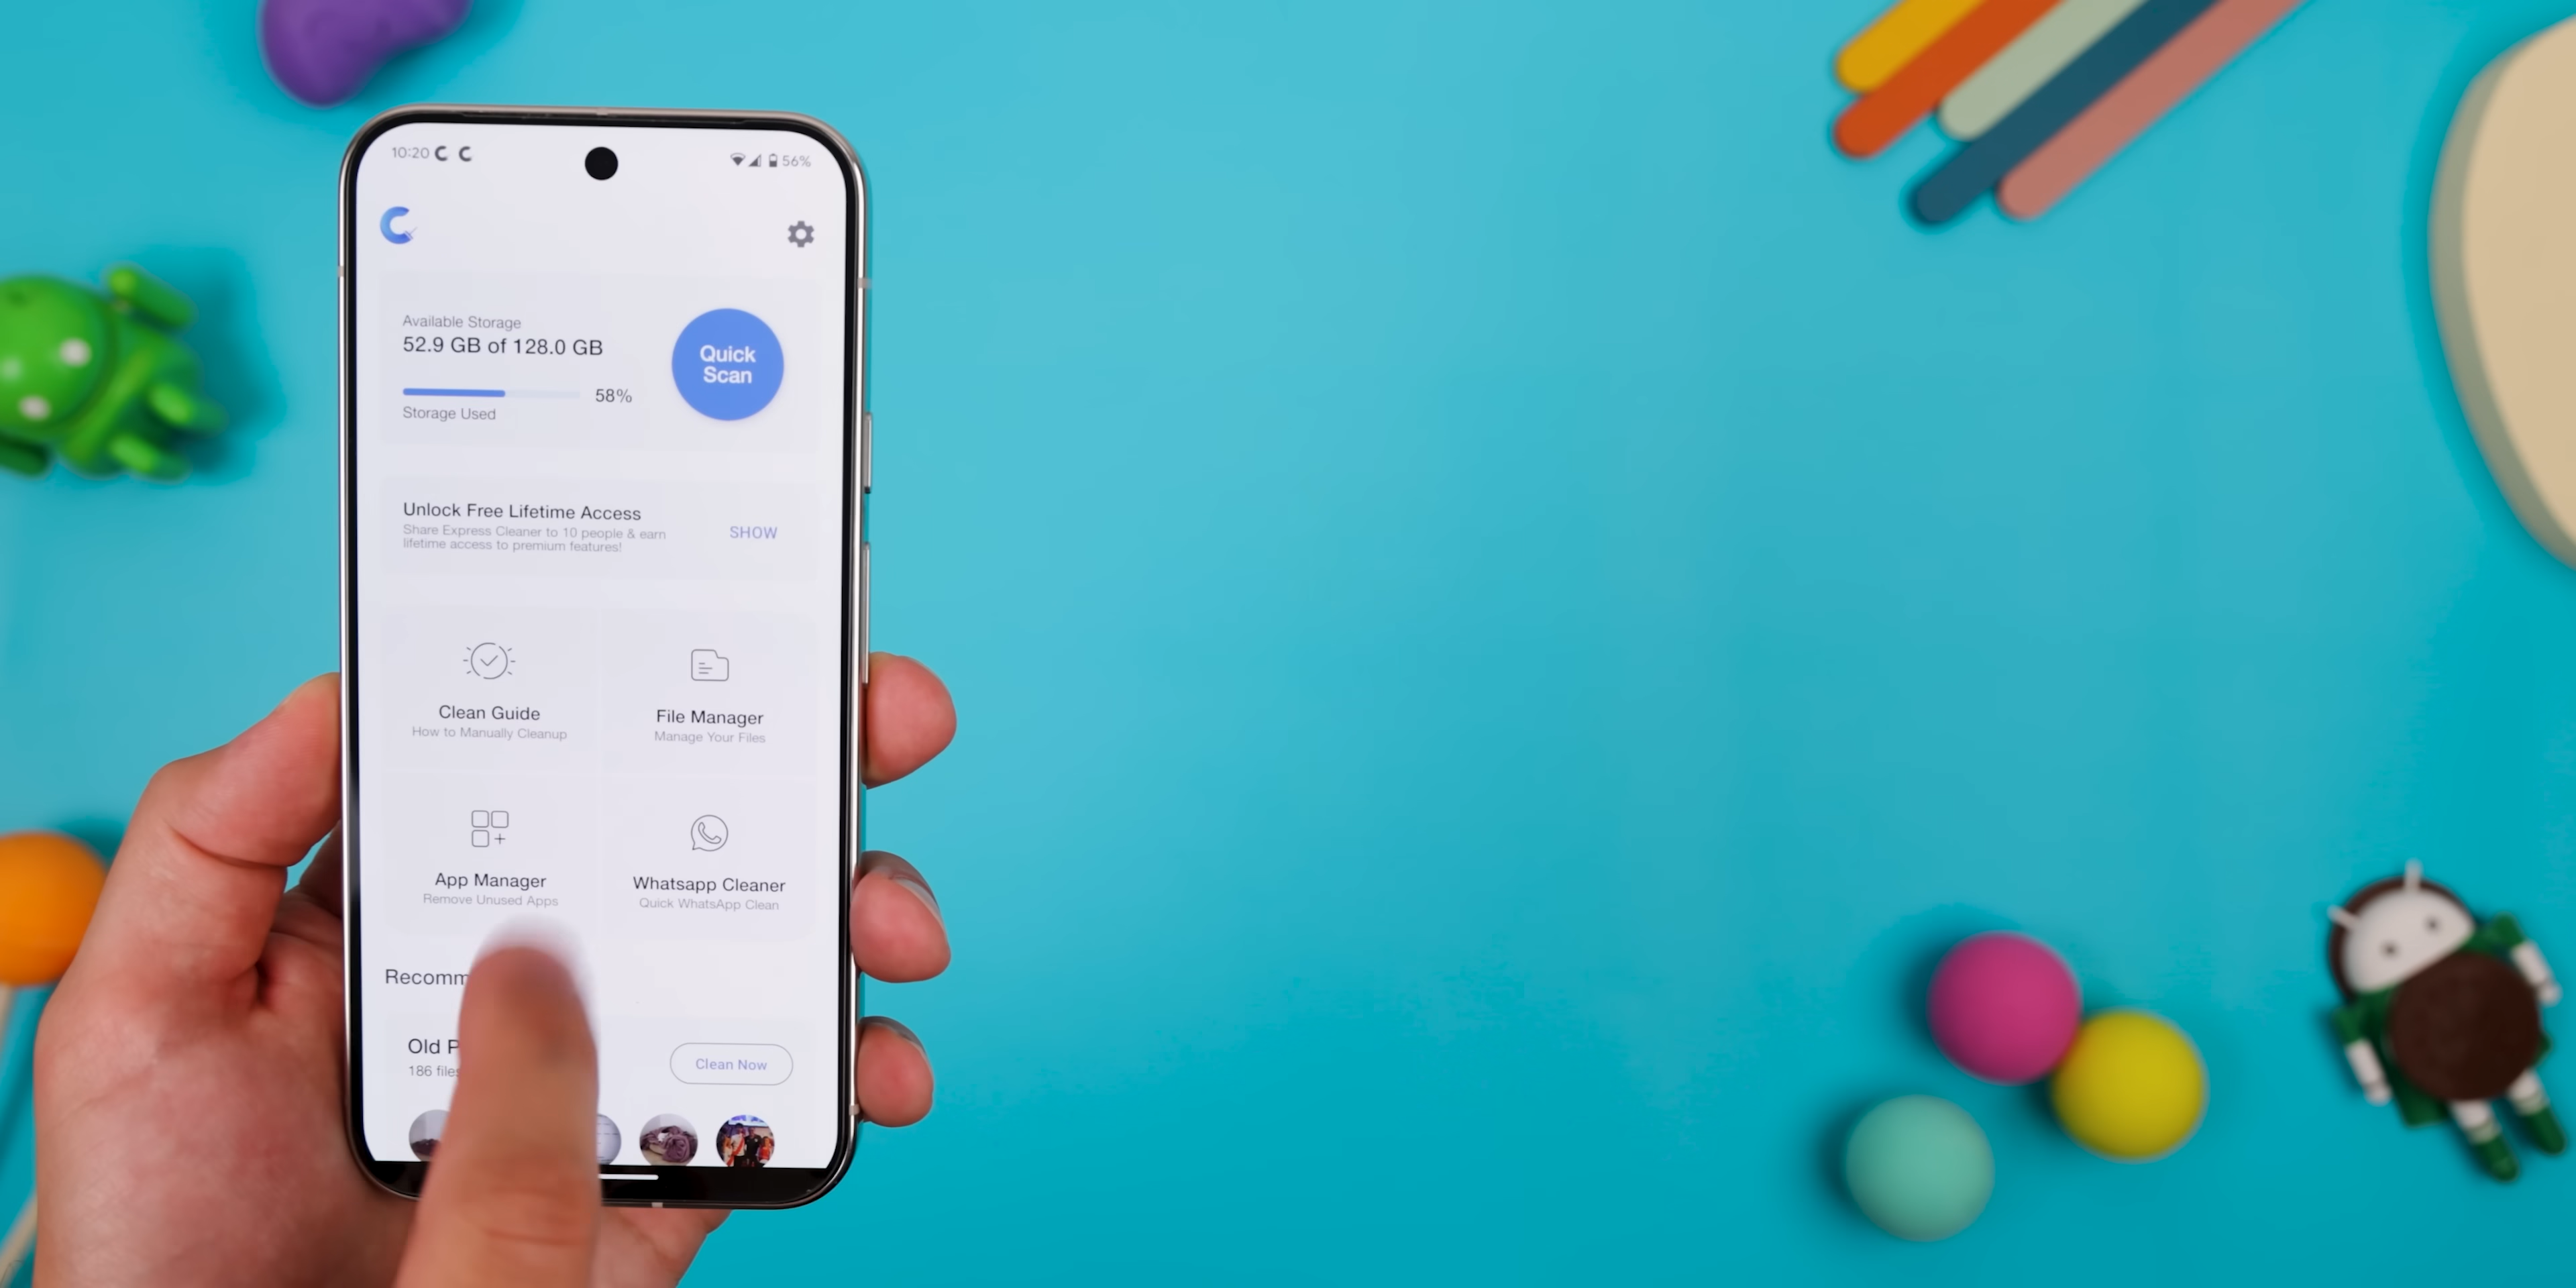 10:20
56%
Available Storage
52.9 GB of 128.0 GB
58%
Storage Used
Quick
Scan
Unlock Free Lifetime Access
Share Express Cleaner to 10 people & earn
lifetime access to premium features!
SHOW
Clean Guide
How to Manually Cleanup
File Manager
Manage Your Files
App Manager
Remove Unused Apps
Whatsapp Cleaner
Quick WhatsApp Clean
Old
186 files
Clean Now